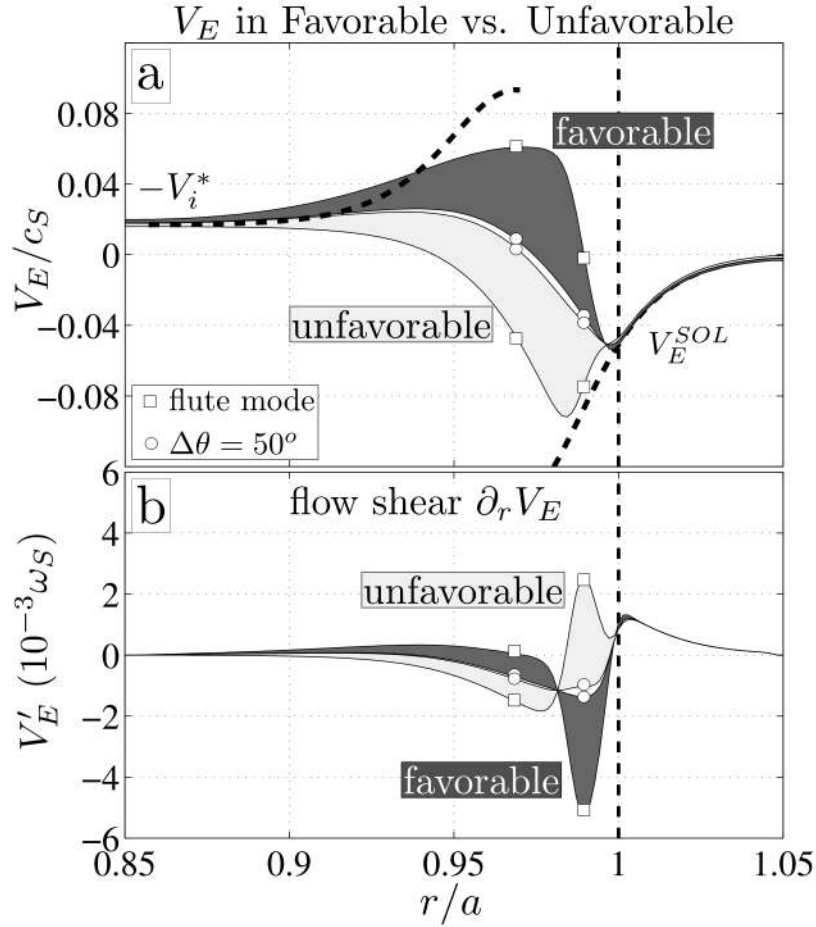 V_E in Favorable vs. Unfavorable
a
favorable
0.08
0.04
0
−0.04
−0.08
−V_i^*
V_E/c_S
unfavorable
V_E^{SOL}
flute mode
Δθ = 50^o
b
flow shear ∂_r V_E
6
4
2
0
−2
−4
−6
unfavorable
V_E' (10^{−3} ω_S)
favorable
0.85
0.9
0.95
1
1.05
r/a